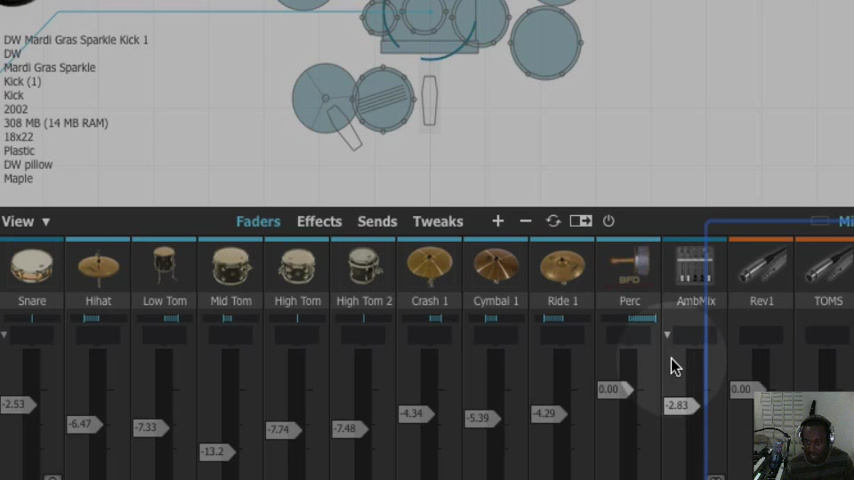 DW Mardi Gras Sparkle Kick 1
DW
Mardi Gras Sparkle
Kick (1)
Kick
2002
308 MB (14 MB RAM)
18x22
Plastic
DW pillow
Maple
View ▼ Faders Effects Sends Tweaks + −
BFD
Snare Hihat Low Tom Mid Tom High Tom High Tom 2 Crash 1 Cymbal 1 Ride 1 Perc AmbMix Rev1 TOMS
-2.53 -6.47 -7.33 -13.2 -7.74 -7.48 -4.34 -5.39 -4.29 0.00 -2.83 0.00